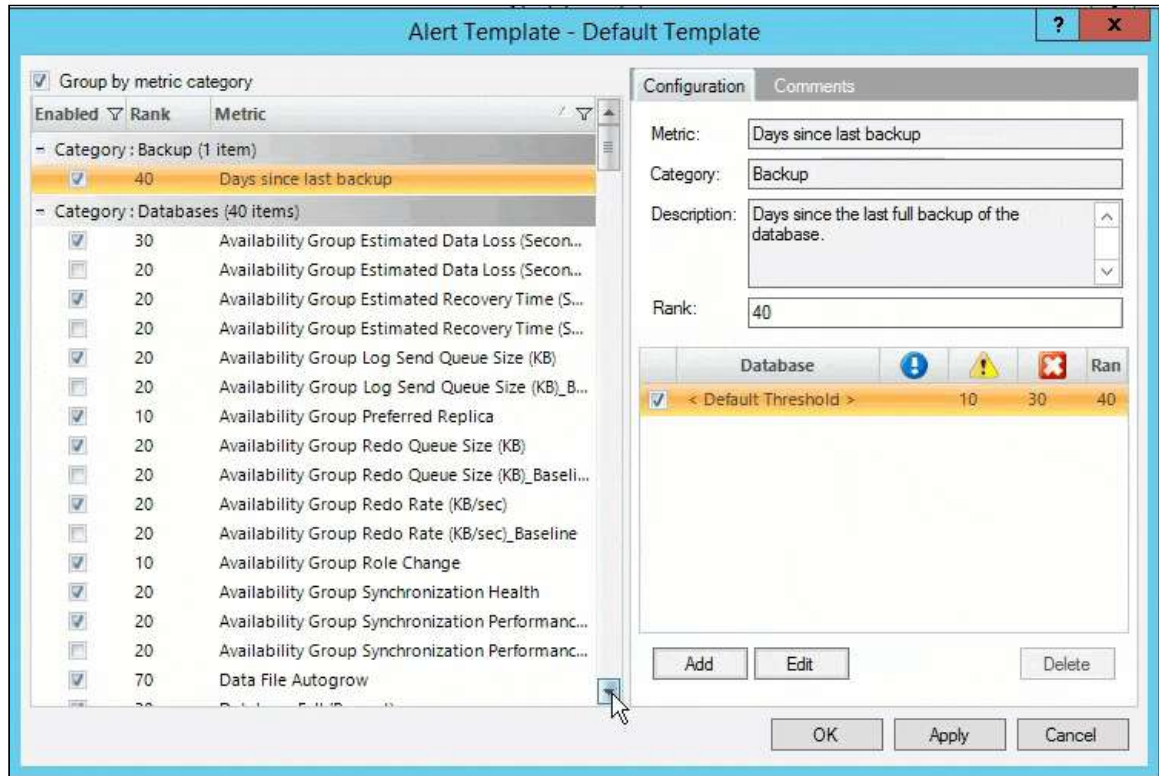 Alert Template - Default Template
? x
Group by metric category
Enabled Rank Metric
Category : Backup (1 item)
40 Days since last backup
Category : Databases (40 items)
30 Availability Group Estimated Data Loss (Secon...
20 Availability Group Estimated Data Loss (Secon...
20 Availability Group Estimated Recovery Time (S...
20 Availability Group Estimated Recovery Time (S...
20 Availability Group Log Send Queue Size (KB)
20 Availability Group Log Send Queue Size (KB)_B...
10 Availability Group Preferred Replica
20 Availability Group Redo Queue Size (KB)
20 Availability Group Redo Queue Size (KB)_Baseli...
20 Availability Group Redo Rate (KB/sec)
20 Availability Group Redo Rate (KB/sec)_Baseline
10 Availability Group Role Change
20 Availability Group Synchronization Health
20 Availability Group Synchronization Performanc...
20 Availability Group Synchronization Performanc...
70 Data File Autogrow
Configuration Comments
Metric: Days since last backup
Category: Backup
Description: Days since the last full backup of the
database.
Rank: 40
Database Ran
< Default Threshold > 10 30 40
Add Edit Delete
OK Apply Cancel